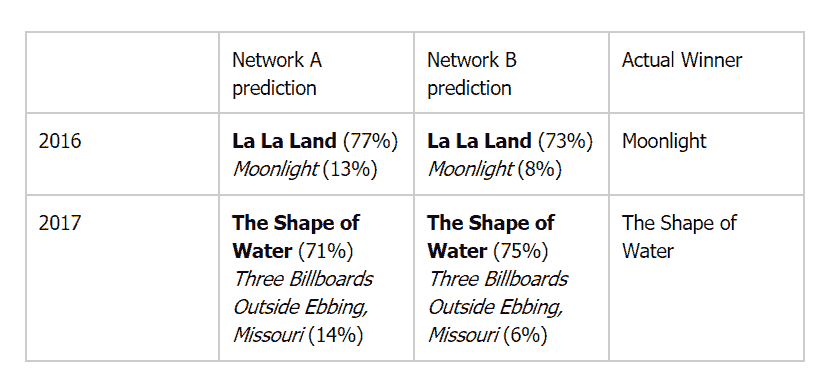 Network A
prediction
Network B
prediction
Actual Winner
2016
La La Land (77%)
Moonlight (13%)
La La Land (73%)
Moonlight (8%)
Moonlight
2017
The Shape of
Water (71%)
Three Billboards
Outside Ebbing,
Missouri (14%)
The Shape of
Water (75%)
Three Billboards
Outside Ebbing,
Missouri (6%)
The Shape of
Water